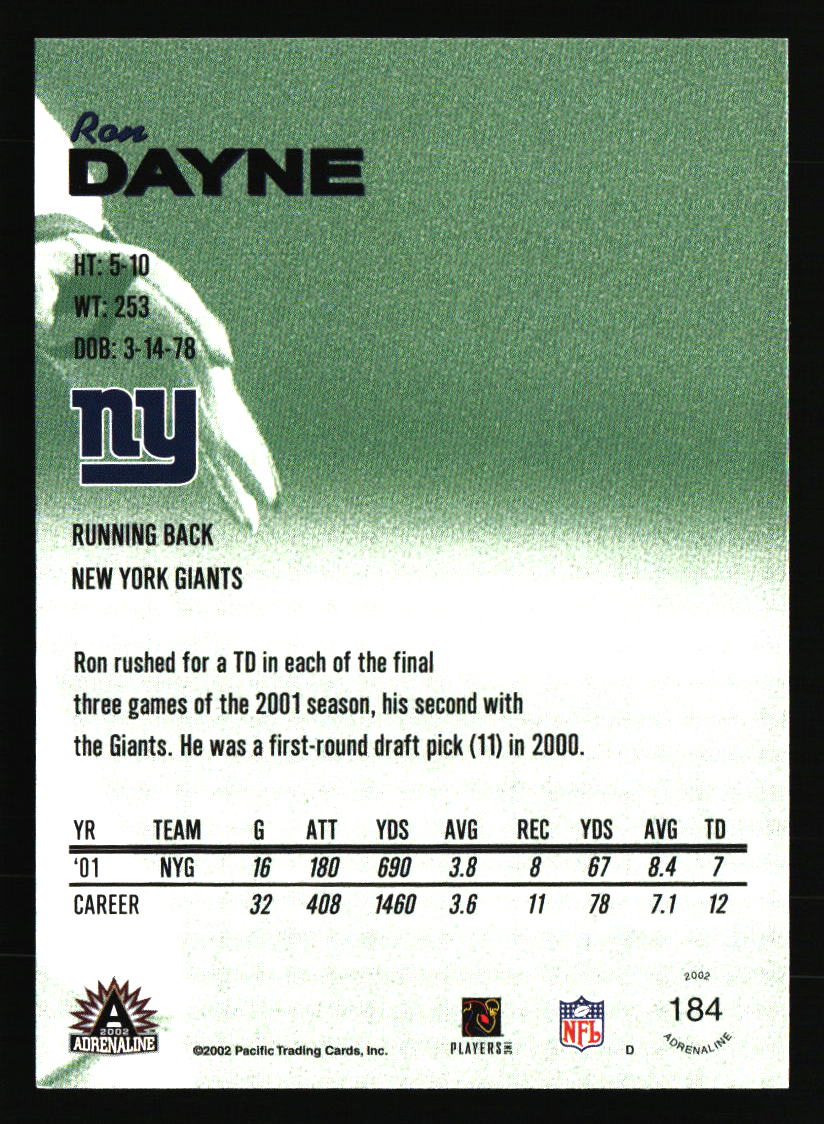 Ron
DAYNE
HT: 5-10
WT: 253
DOB: 3-14-78
ny
RUNNING BACK
NEW YORK GIANTS
Ron rushed for a TD in each of the final
three games of the 2001 season, his second with
the Giants. He was a first-round draft pick (11) in 2000.
YR TEAM G ATT YDS AVG REC YDS AVG TD
'01 NYG 16 180 690 3.8 8 67 8.4 7
CAREER 32 408 1460 3.6 11 78 7.1 12
A
2002
ADRENALINE
©2002 Pacific Trading Cards, Inc.
PLAYERS INC
NFL
D
2002
184
ADRENALINE